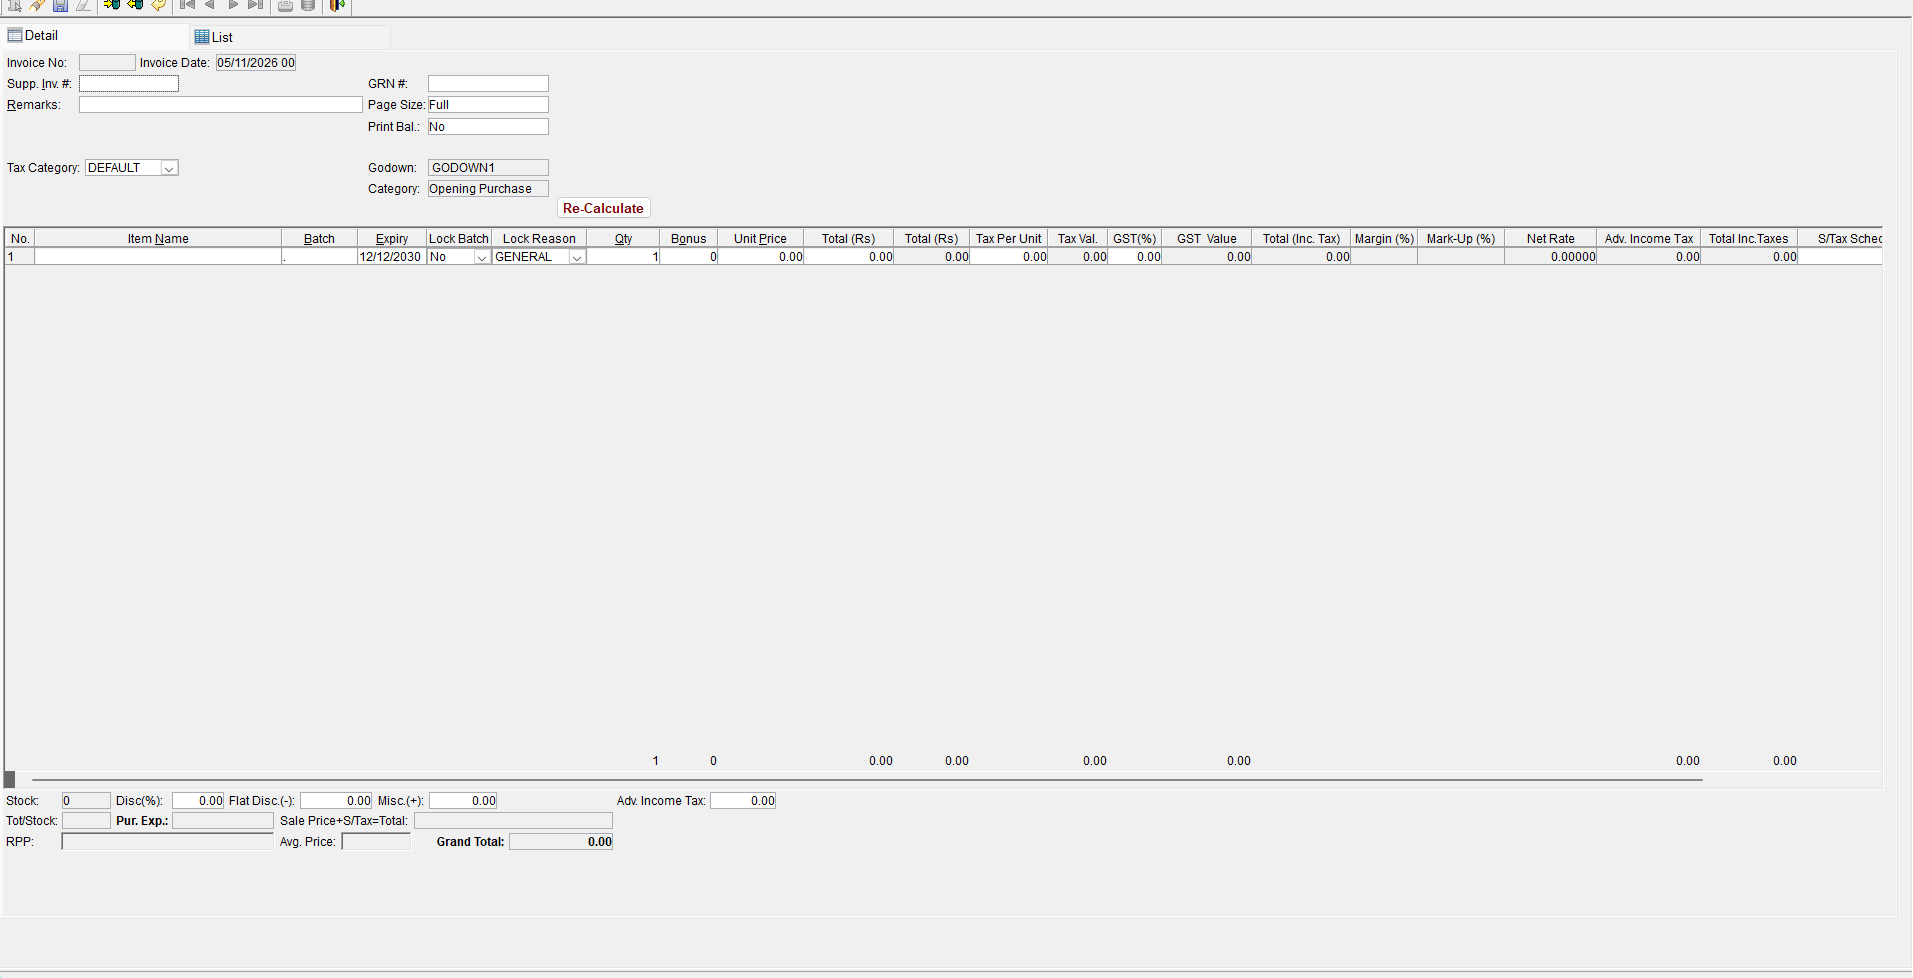 Detail List
Invoice No: Invoice Date: 05/11/2026 00
Supp. Inv. #: GRN #:
Remarks: Page Size: Full
Print Bal.: No
Tax Category: DEFAULT Godown: GODOWN1
Category: Opening Purchase
Re-Calculate
No. Item Name Batch Expiry Lock Batch Lock Reason Qty Bonus Unit Price Total (Rs) Total (Rs) Tax Per Unit Tax Val. GST(%) GST Value Total (Inc. Tax) Margin (%) Mark-Up (%) Net Rate Adv. Income Tax Total Inc.Taxes S/Tax Sched
1 . 12/12/2030 No GENERAL 1 0 0.00 0.00 0.00 0.00 0.00 0.00 0.00 0.00 0.00000 0.00 0.00
1 0 0.00 0.00 0.00 0.00 0.00 0.00
Stock: 0 Disc(%): 0.00 Flat Disc.(-): 0.00 Misc.(+): 0.00 Adv. Income Tax: 0.00
Tot/Stock: Pur. Exp.: Sale Price+S/Tax=Total:
RPP: Avg. Price: Grand Total: 0.00